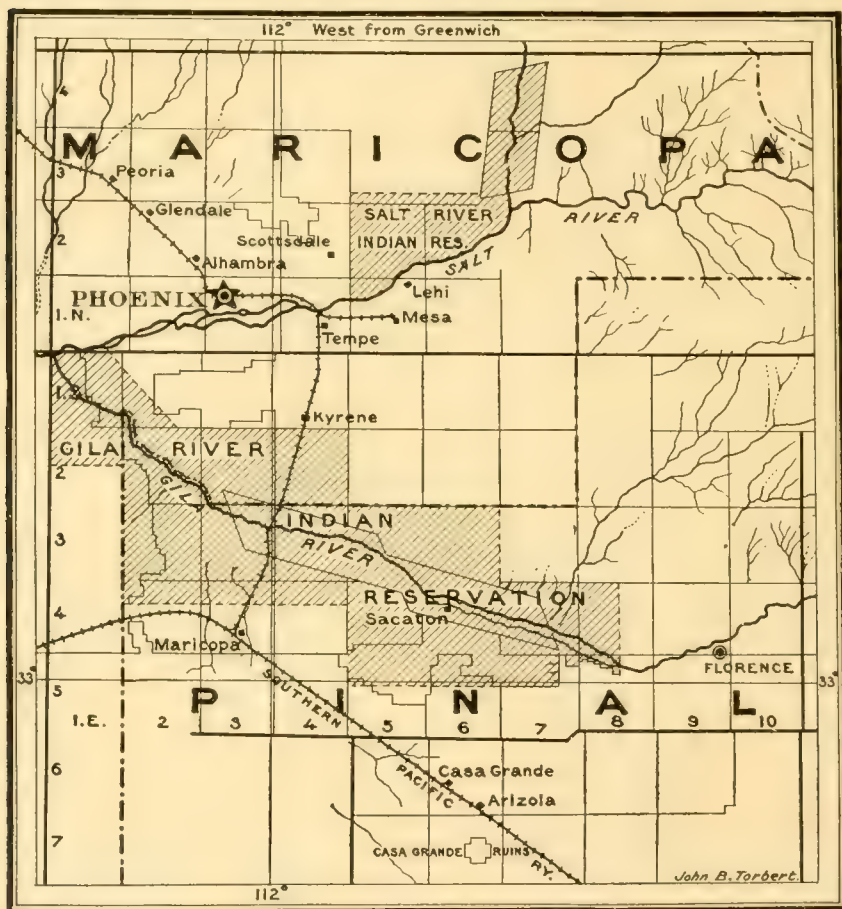 112° West from Greenwich
4
MARICOPA
3
Peoria
Glendale
SALT RIVER
RIVER
2
Scottsdale
INDIAN RES.
SALT
Alhambra
Lehi
PHOENIX
1.N.
Mesa
Tempe
1.S.
Kyrene
GILA RIVER
2
GILA
INDIAN
3
RIVER
RESERVATION
4
Sacaton
Maricopa
FLORENCE
33°
33°
5
SOUTHERN
PINAL
1.E. 2 3 4 5 6 7 8 9 10
6
PACIFIC
Casa Grande
Arizola
7
CASA GRANDE RUINS
RY.
John B. Torbert.
112°